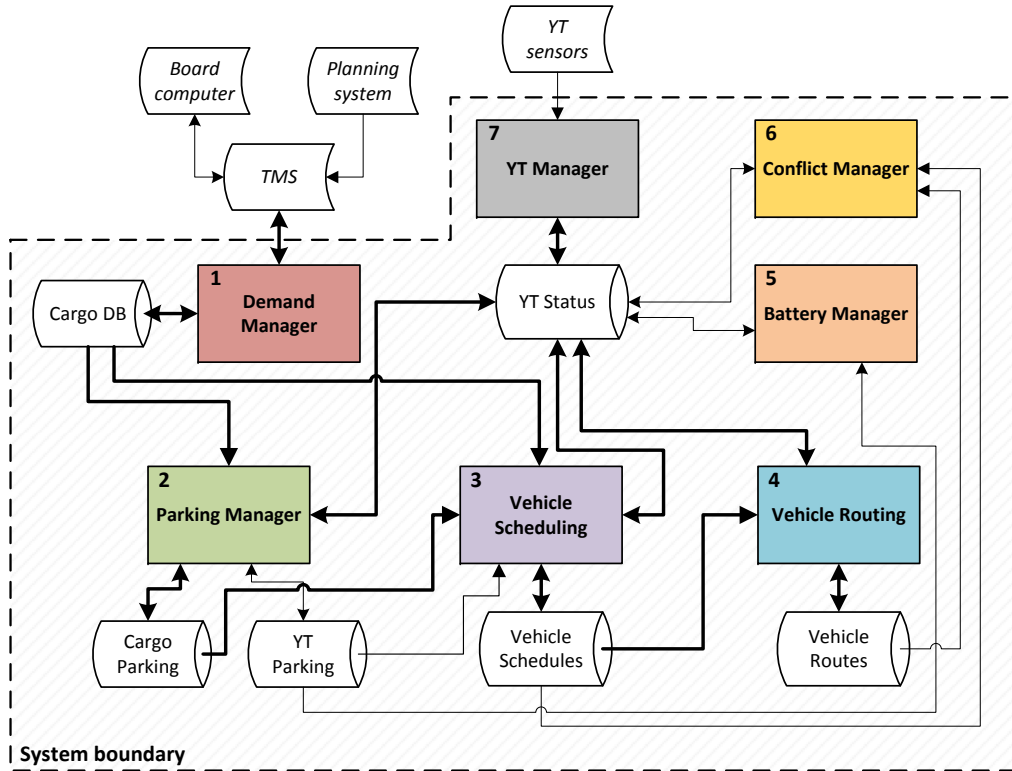 YT
sensors
Board
computer
Planning
system
TMS
7
YT Manager
6
Conflict Manager
1
Demand
Manager
Cargo DB
YT Status
5
Battery Manager
2
Parking Manager
3
Vehicle
Scheduling
4
Vehicle Routing
Cargo
Parking
YT
Parking
Vehicle
Schedules
Vehicle
Routes
System boundary